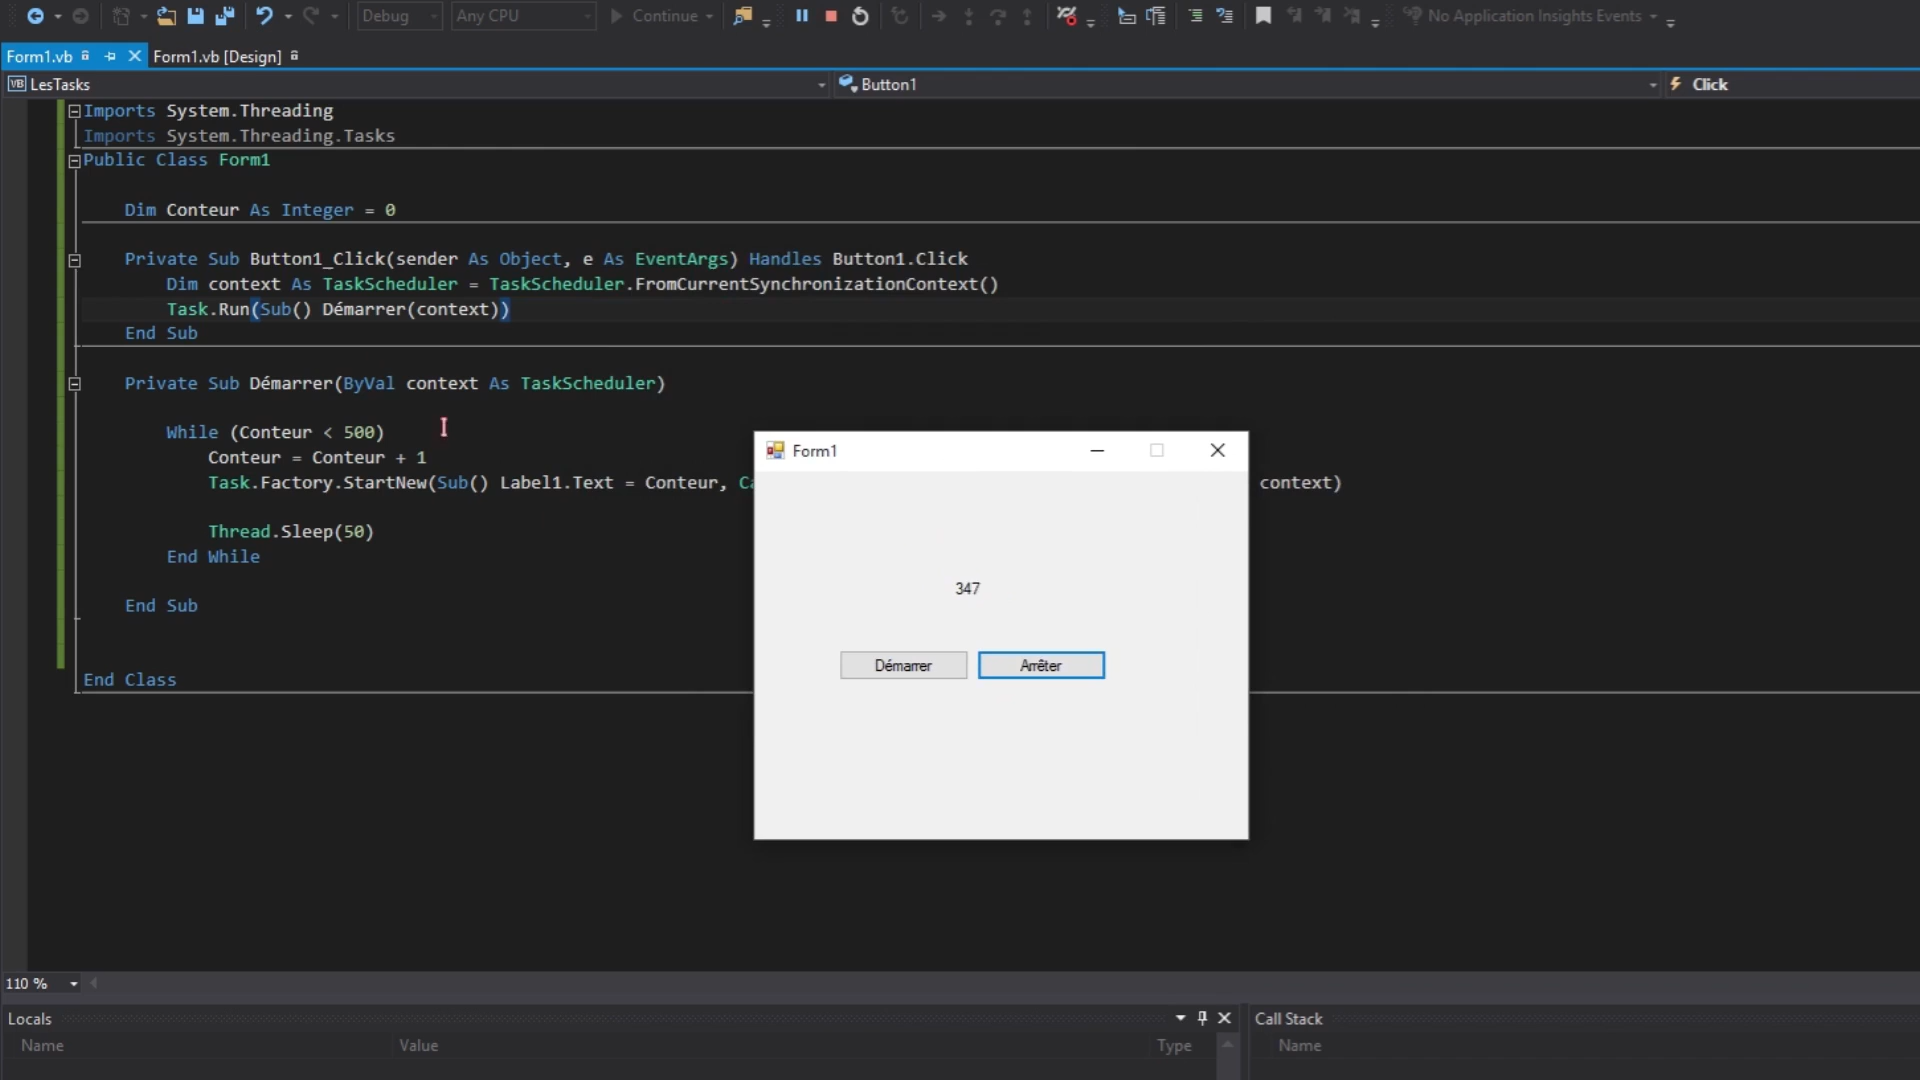 Debug Any CPU Continue No Application Insights Events
Form1.vb Form1.vb [Design]
VB LesTasks Button1 Click
Imports System.Threading
Imports System.Threading.Tasks
Public Class Form1
Dim Conteur As Integer = 0
Private Sub Button1_Click(sender As Object, e As EventArgs) Handles Button1.Click
Dim context As TaskScheduler = TaskScheduler.FromCurrentSynchronizationContext()
Task.Run(Sub() Démarrer(context))
End Sub
Private Sub Démarrer(ByVal context As TaskScheduler)
While (Conteur < 500)
Conteur = Conteur + 1
Task.Factory.StartNew(Sub() Label1.Text = Conteur, context)
Thread.Sleep(50)
End While
End Sub
End Class
Form1
347
Démarrer Arrêter
110 %
Locals Call Stack
Name Value Type Name